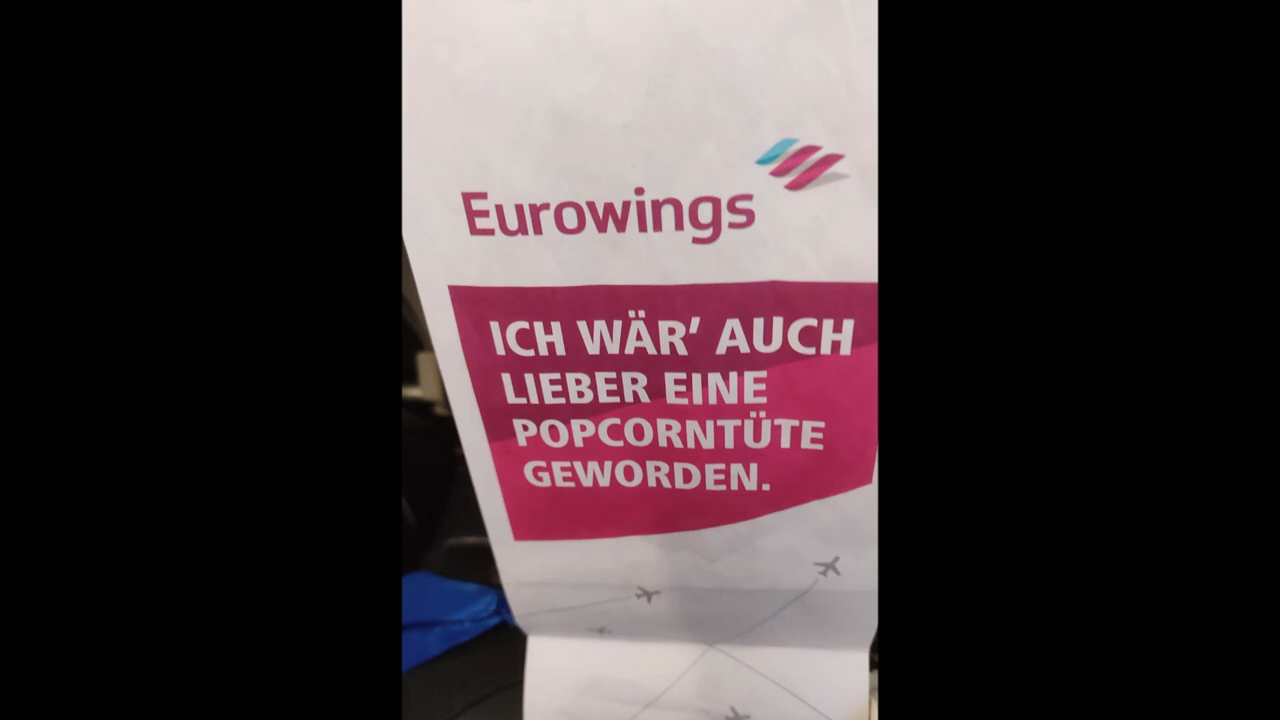 Eurowings
ICH WÄR’ AUCH
LIEBER EINE
POPCORNTÜTE
GEWORDEN.